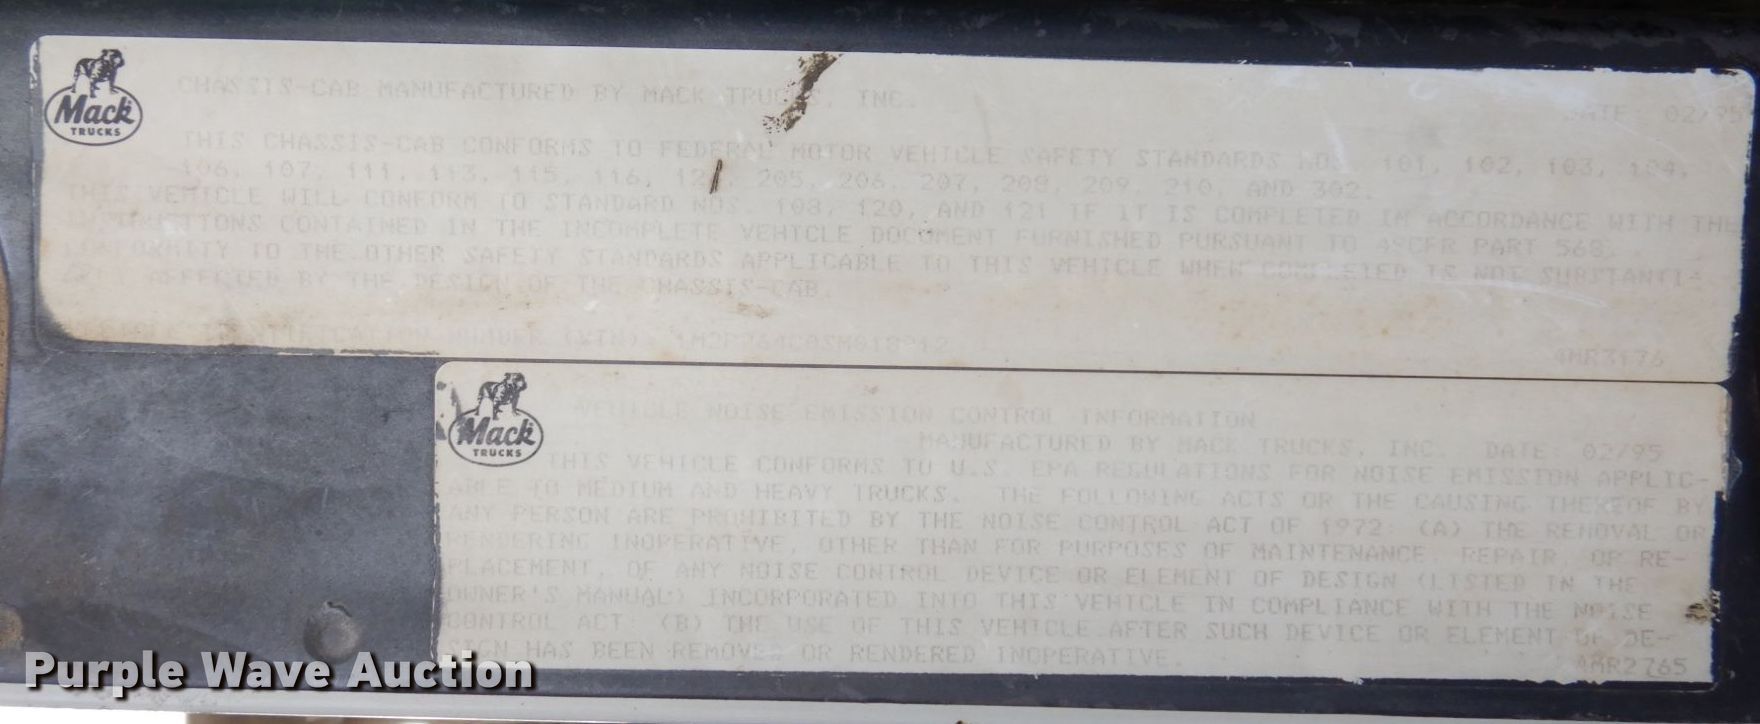 Mack
TRUCKS
CHASSIS-CAB MANUFACTURED BY MACK TRUCKS, INC.
DATE: 02/95
THIS CHASSIS-CAB CONFORMS TO FEDERAL MOTOR VEHICLE SAFETY STANDARDS NOS. 101, 102, 103, 104,
106, 107, 111, 113, 115, 116, 205, 206, 207, 208, 209, 210, AND 302.
THIS VEHICLE WILL CONFORM TO STANDARD NOS. 108, 120, AND 121 IF IT IS COMPLETED IN ACCORDANCE WITH THE
INSTRUCTIONS CONTAINED IN THE INCOMPLETE VEHICLE DOCUMENT FURNISHED PURSUANT TO 49CFR PART 568.
CONFORMITY TO THE OTHER SAFETY STANDARDS APPLICABLE TO THIS VEHICLE WHEN COMPLETED IS NOT SUBSTANTI-
AFFECTED BY THE DESIGN OF THE CHASSIS-CAB.
IDENTIFICATION NUMBER (VIN):
4MR3176
Mack
TRUCKS
VEHICLE NOISE EMISSION CONTROL INFORMATION
MANUFACTURED BY MACK TRUCKS, INC. DATE: 02/95
THIS VEHICLE CONFORMS TO U.S. EPA REGULATIONS FOR NOISE EMISSION APPLIC-
ABLE TO MEDIUM AND HEAVY TRUCKS. THE FOLLOWING ACTS OR THE CAUSING THEREOF BY
ANY PERSON ARE PROHIBITED BY THE NOISE CONTROL ACT OF 1972: (A) THE REMOVAL OR
RENDERING INOPERATIVE, OTHER THAN FOR PURPOSES OF MAINTENANCE, REPAIR, OR RE-
PLACEMENT, OF ANY NOISE CONTROL DEVICE OR ELEMENT OF DESIGN (LISTED IN THE
OWNER'S MANUAL) INCORPORATED INTO THIS VEHICLE IN COMPLIANCE WITH THE NOISE
CONTROL ACT: (B) THE USE OF THIS VEHICLE AFTER SUCH DEVICE OR ELEMENT OF DE-
SIGN HAS BEEN REMOVED OR RENDERED INOPERATIVE.
4MR2765
Purple Wave Auction